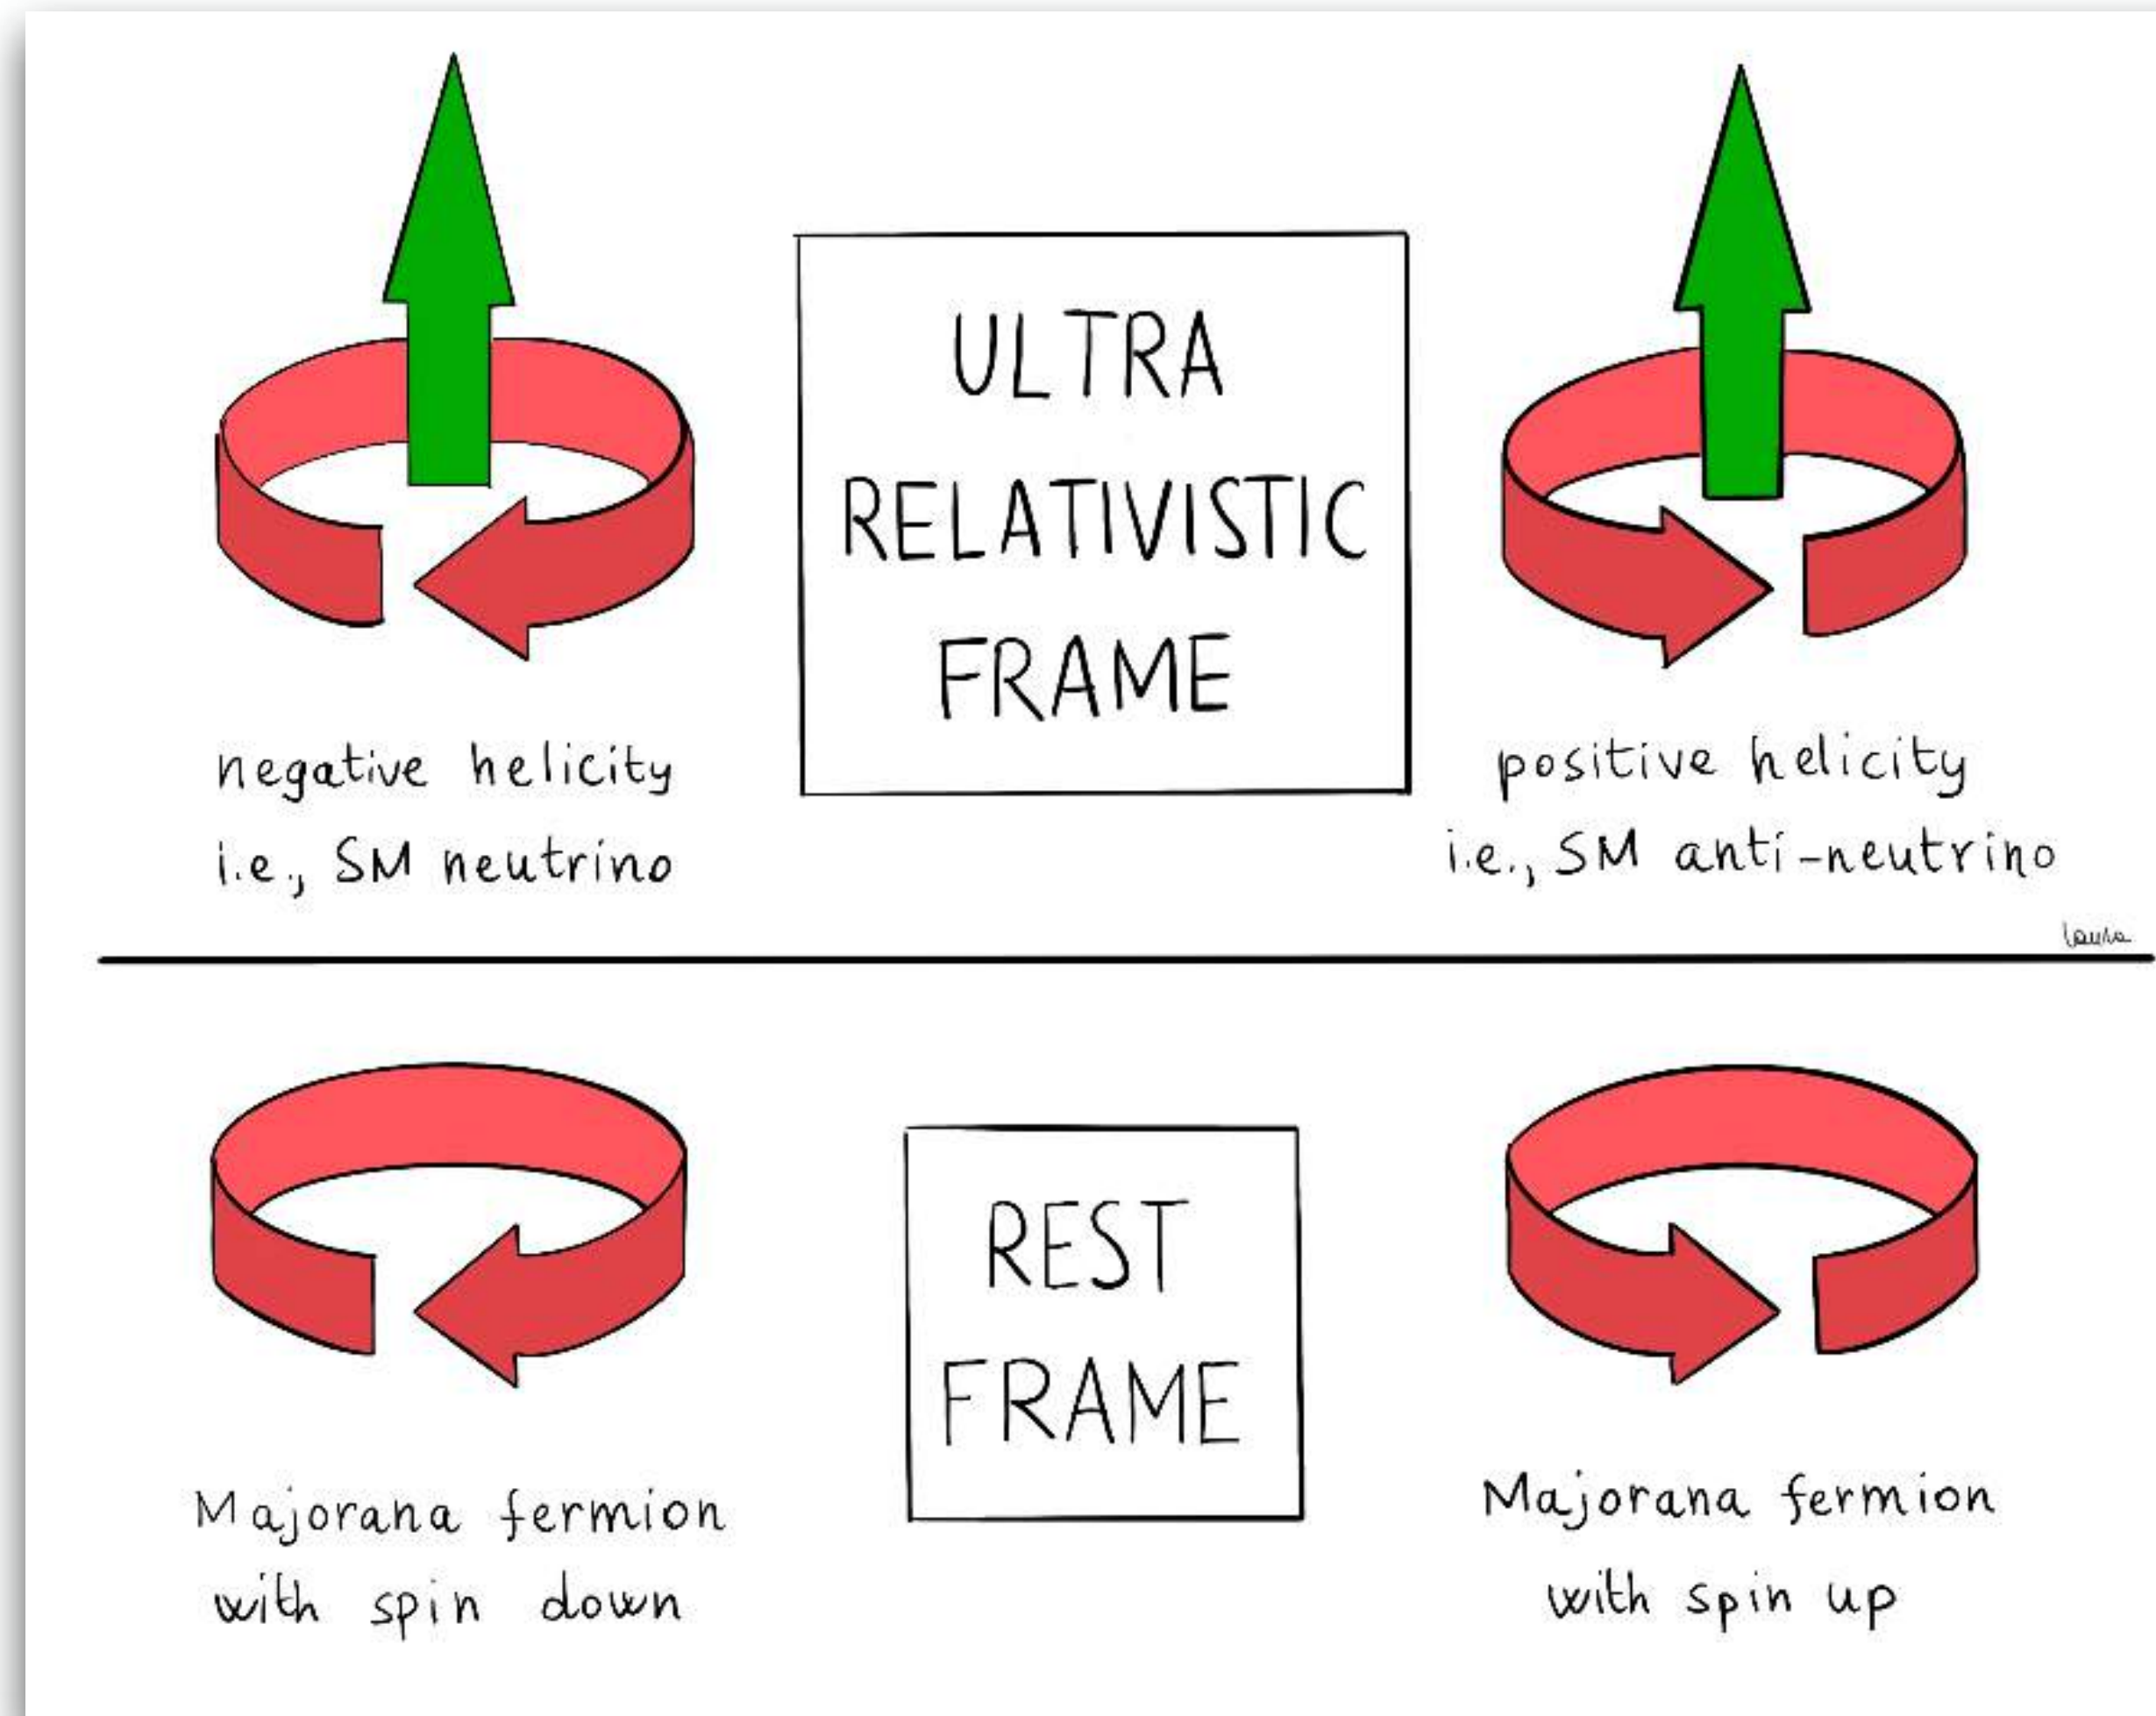 ULTRA
RELATIVISTIC
FRAME
negative helicity
i.e., SM neutrino
positive helicity
i.e., SM anti-neutrino
laura
REST
FRAME
Majorana fermion
with spin down
Majorana fermion
with spin up